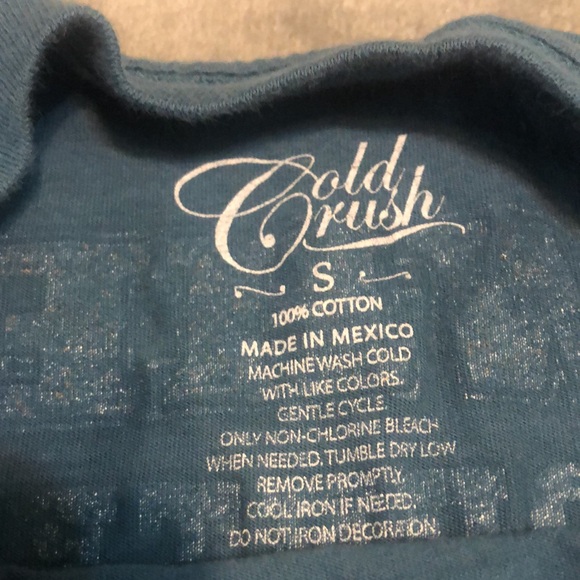 Cold
Crush
S
100% COTTON
MADE IN MEXICO
MACHINE WASH COLD
WITH LIKE COLORS.
GENTLE CYCLE.
ONLY NON-CHLORINE BLEACH
WHEN NEEDED. TUMBLE DRY LOW
REMOVE PROMPTLY.
COOL IRON IF NEEDED.
DO NOT IRON DECORATION.